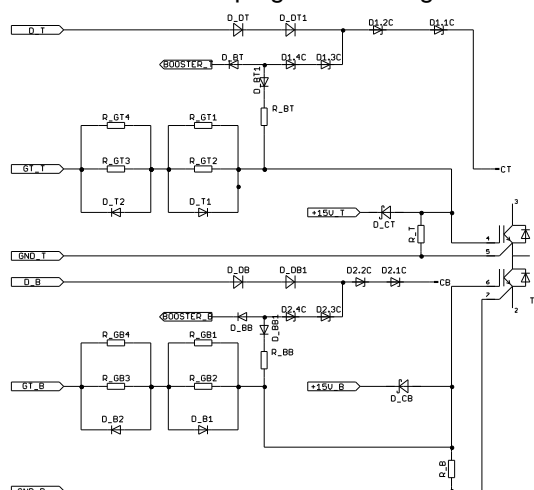 D_T
D_DT
D_DT1
D1.2C
D1.1C
BOOSTER_T
D_BT
D1.4C
D1.3C
D_BT1
R_BT
R_GT4
R_GT1
GT_T
R_GT3
R_GT2
CT
D_T2
D_T1
+15V_T
D_CT
R_T
3
4
5
GND_T
D_B
D_DB
D_DB1
D2.2C
D2.1C
CB
6
BOOSTER_B
D_BB
D_BB1
D2.4C
D2.3C
7
2
T
R_GB4
R_GB1
R_BB
GT_B
R_GB3
R_GB2
+15V_B
D_CB
D_B2
D_B1
R_B